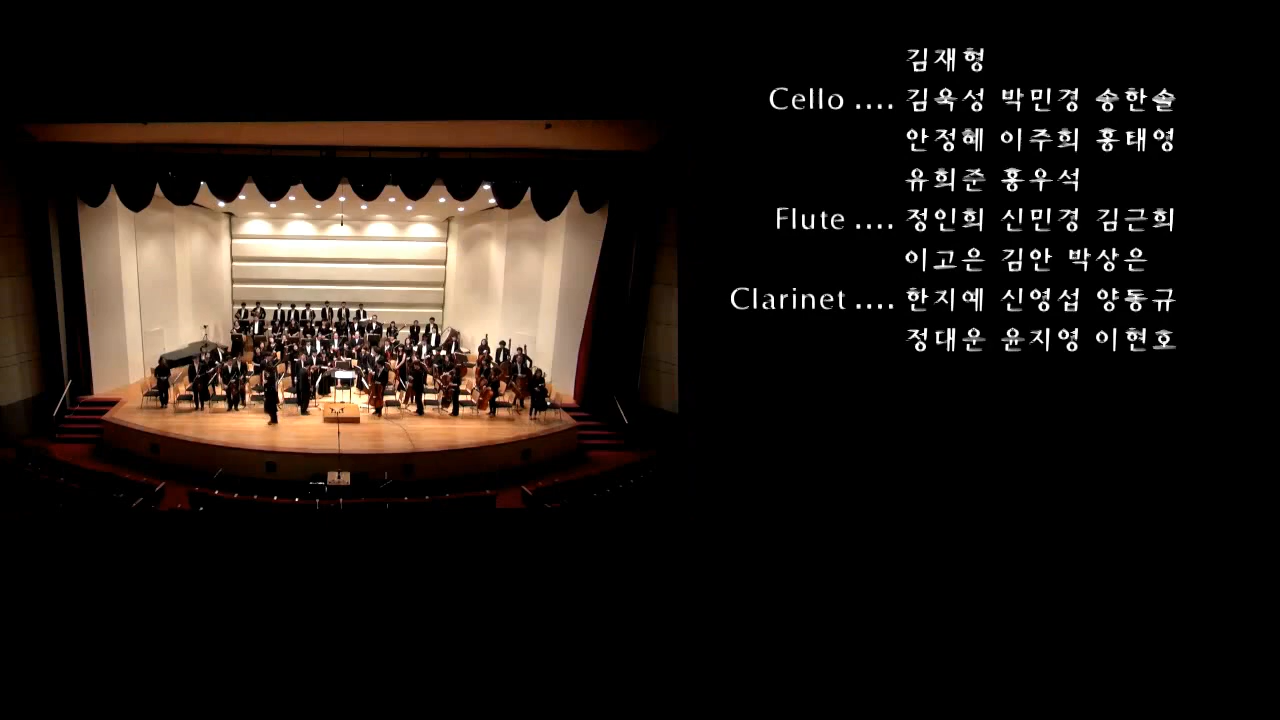 김재형
Cello .... 김욱성 박민경 송한솔
안정혜 이주희 홍태영
유희준 홍우석
Flute .... 정인희 신민경 김근희
이고은 김안 박상은
Clarinet .... 한지예 신영섭 양동규
정대운 윤지영 이현호